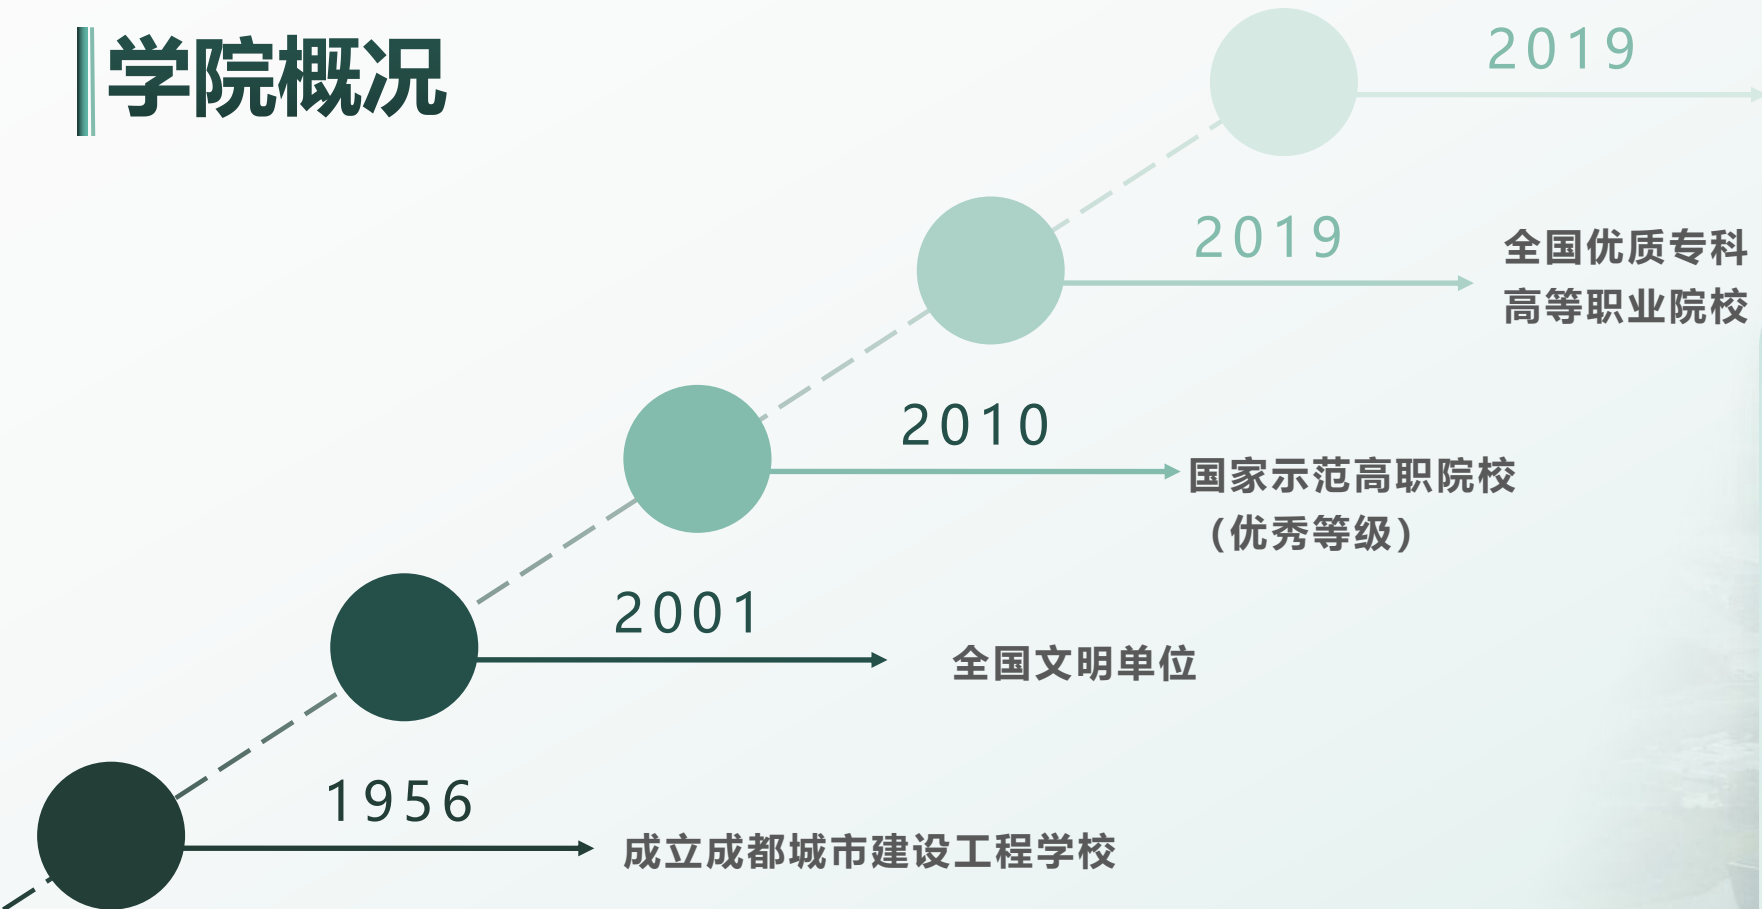 学院概况
2019
2019
全国优质专科
高等职业院校
2010
国家示范高职院校
（优秀等级）
2001
全国文明单位
1956
成立成都城市建设工程学校